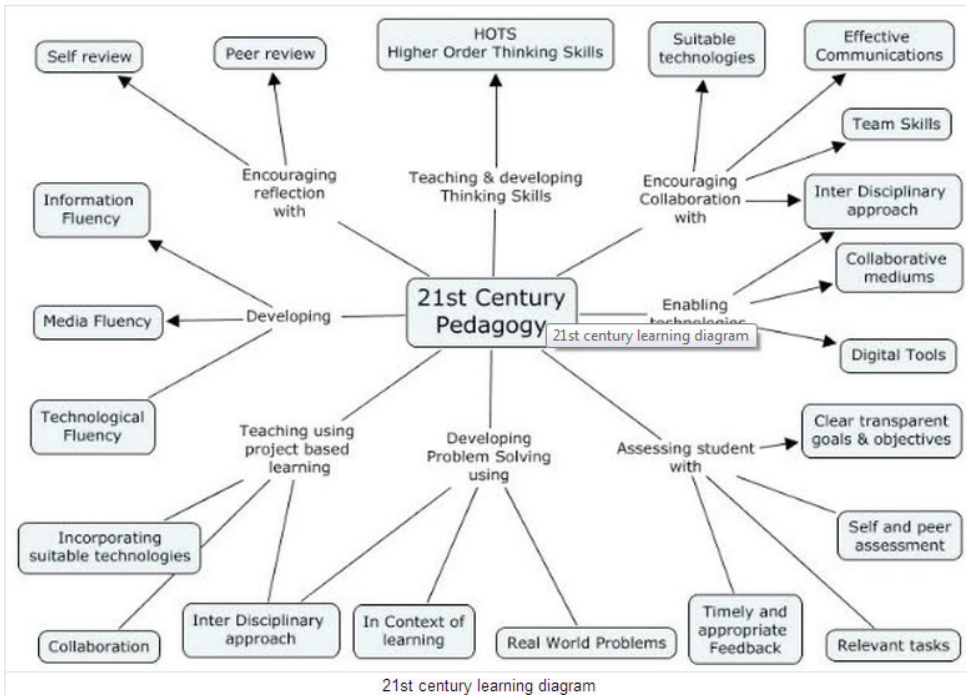 HOTS
Higher Order Thinking Skills
Self review
Peer review
Suitable
technologies
Effective
Communications
Team Skills
Encouraging
reflection
with
Teaching & developing
Thinking Skills
Encouraging
Collaboration
with
Inter Disciplinary
approach
Information
Fluency
Collaborative
mediums
21st Century
Pedagogy
Enabling
technologies
21st century learning diagram
Media Fluency
Developing
Digital Tools
Technological
Fluency
Teaching using
project based
learning
Developing
Problem Solving
using
Assessing student
with
Clear transparent
goals & objectives
Incorporating
suitable technologies
Self and peer
assessment
Collaboration
Inter Disciplinary
approach
In Context of
learning
Real World Problems
Timely and
appropriate
Feedback
Relevant tasks
21st century learning diagram